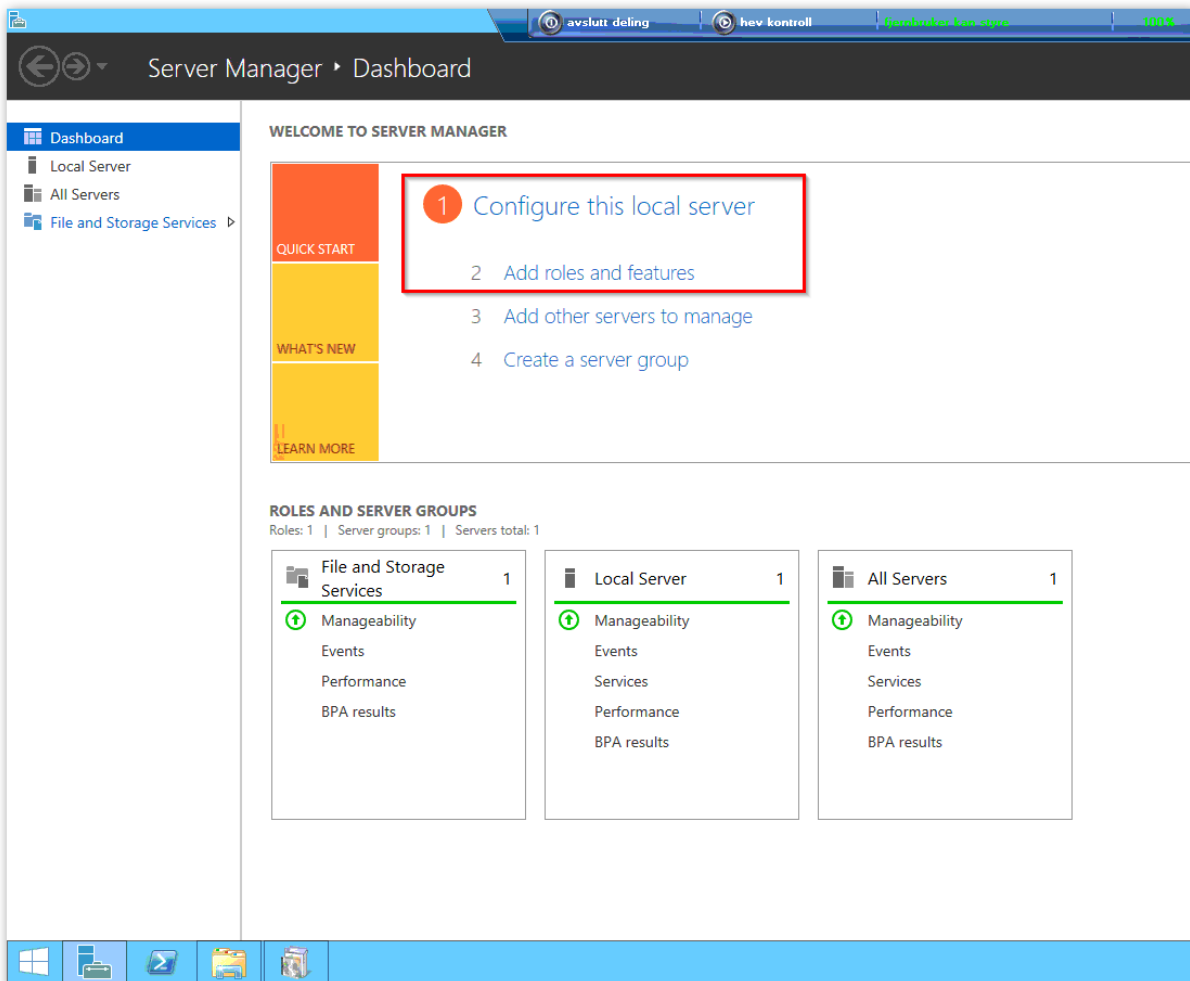 avslutt deling
hev kontroll
fjernbruker kan styre
100%
Server Manager ‣ Dashboard
Dashboard
Local Server
All Servers
File and Storage Services
WELCOME TO SERVER MANAGER
QUICK START
WHAT'S NEW
LEARN MORE
1 Configure this local server
2 Add roles and features
3 Add other servers to manage
4 Create a server group
ROLES AND SERVER GROUPS
Roles: 1 | Server groups: 1 | Servers total: 1
File and Storage
Services
1
Manageability
Events
Performance
BPA results
Local Server 1
Manageability
Events
Services
Performance
BPA results
All Servers 1
Manageability
Events
Services
Performance
BPA results